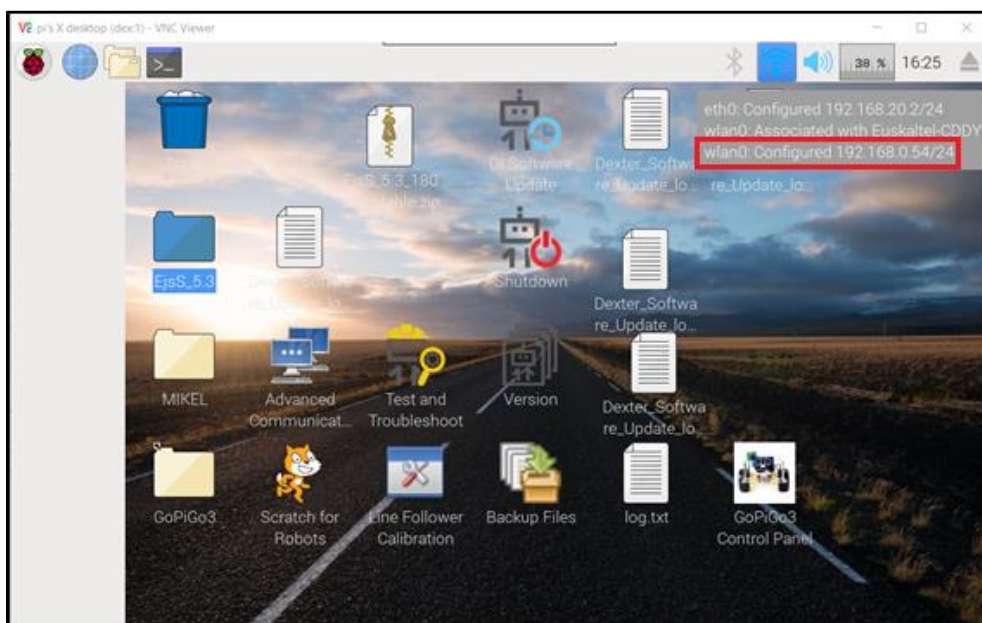 pi's X desktop (dex:1) - VNC Viewer
38 %
16:25
eth0: Configured 192.168.20.2/24
wlan0: Associated with Euskaltel-CDDY
wlan0: Configured 192.168.0.54/24
Software
Update
Dexter_Softwa
re_Update_lo...
re_Update_lo...
EjsS_5.3
Shutdown
Dexter_Softwa
re_Update_lo...
MIKEL
Advanced
Communicat...
Test and
Troubleshoot
Version
Dexter_Softwa
re_Update_lo...
GoPiGo3
Scratch for
Robots
Line Follower
Calibration
Backup Files
log.txt
GoPiGo3
Control Panel